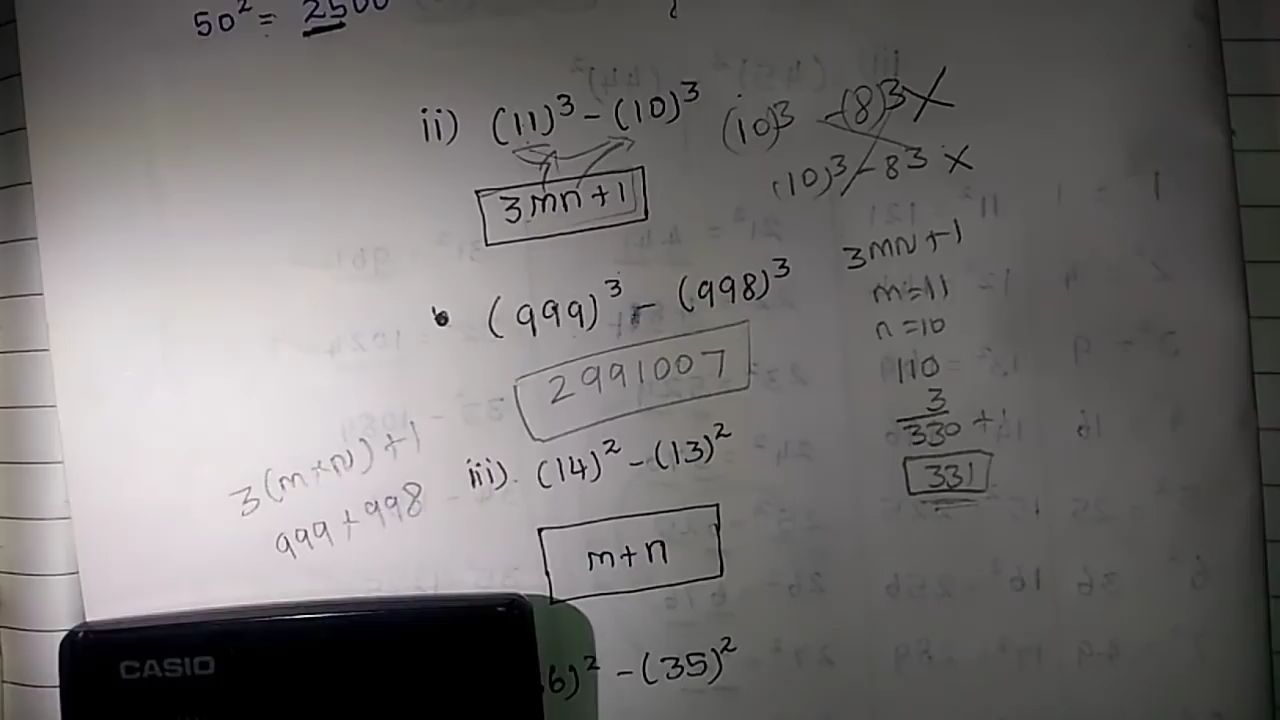 50² = 2500
ii) (11)³ - (10)³
(10)³ - (8)³ X
(10)³ - 8³ X
3mn+1
3mn+1
m=11
n=10
110
3
330 +1
331
(999)³ - (998)³
2991007
3(m×n)+1
999+998
iii). (14)² - (13)²
m+n
6)² - (35)²
CASIO